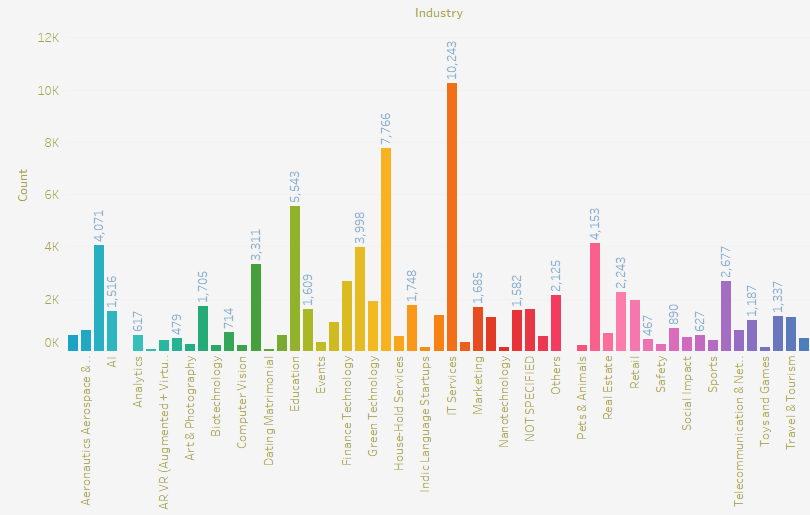 Industry
Count
12K
10K
8K
6K
4K
2K
0K
4,071
1,516
617
479
1,705
714
3,311
5,543
1,609
3,998
7,766
1,748
10,243
1,685
1,582
2,125
4,153
2,243
467
890
627
2,677
1,187
1,337
Aeronautics Aerospace & ..
AI
Analytics
AR VR (Augmented + Virtu..
Art & Photography
Biotechnology
Computer Vision
Dating Matrimonial
Education
Events
Finance Technology
Green Technology
House-Hold Services
Indic Language Startups
IT Services
Marketing
Nanotechnology
NOT SPECIFIED
Others
Pets & Animals
Real Estate
Retail
Safety
Social Impact
Sports
Telecommunication & Net..
Toys and Games
Travel & Tourism